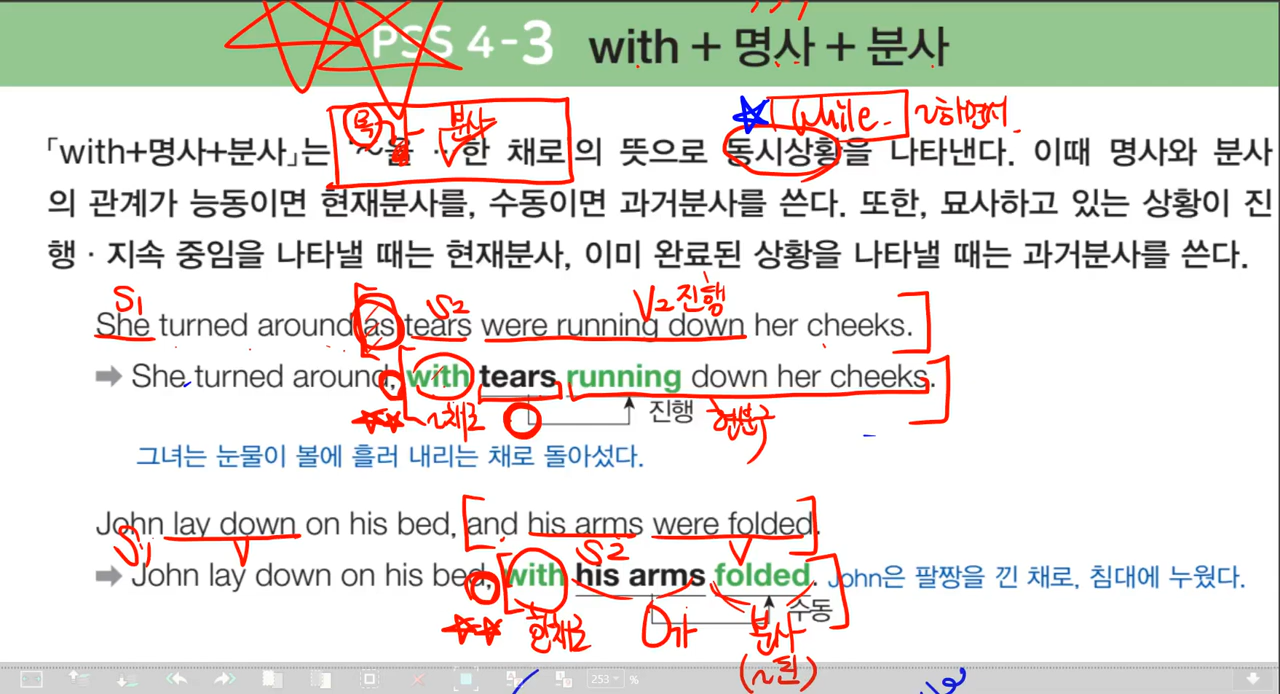 PSS 4-3 with + 명사 + 분사
while ~하면서
목 분사
「with+명사+분사」는 '~을 … 한 채로'의 뜻으로 동시상황을 나타낸다. 이때 명사와 분사
의 관계가 능동이면 현재분사를, 수동이면 과거분사를 쓴다. 또한, 묘사하고 있는 상황이 진
행·지속 중임을 나타낼 때는 현재분사, 이미 완료된 상황을 나타낼 때는 과거분사를 쓴다.
S1 S2 V2 진행
She turned around as tears were running down her cheeks.
➡ She turned around, with tears running down her cheeks.
~채로 진행 현분구
그녀는 눈물이 볼에 흘러 내리는 채로 돌아섰다.
John lay down on his bed, and his arms were folded.
S1 V S2 V
➡ John lay down on his bed, with his arms folded. John은 팔짱을 낀 채로, 침대에 누웠다.
한채로 O가 분사 수동
(~된)
253 %